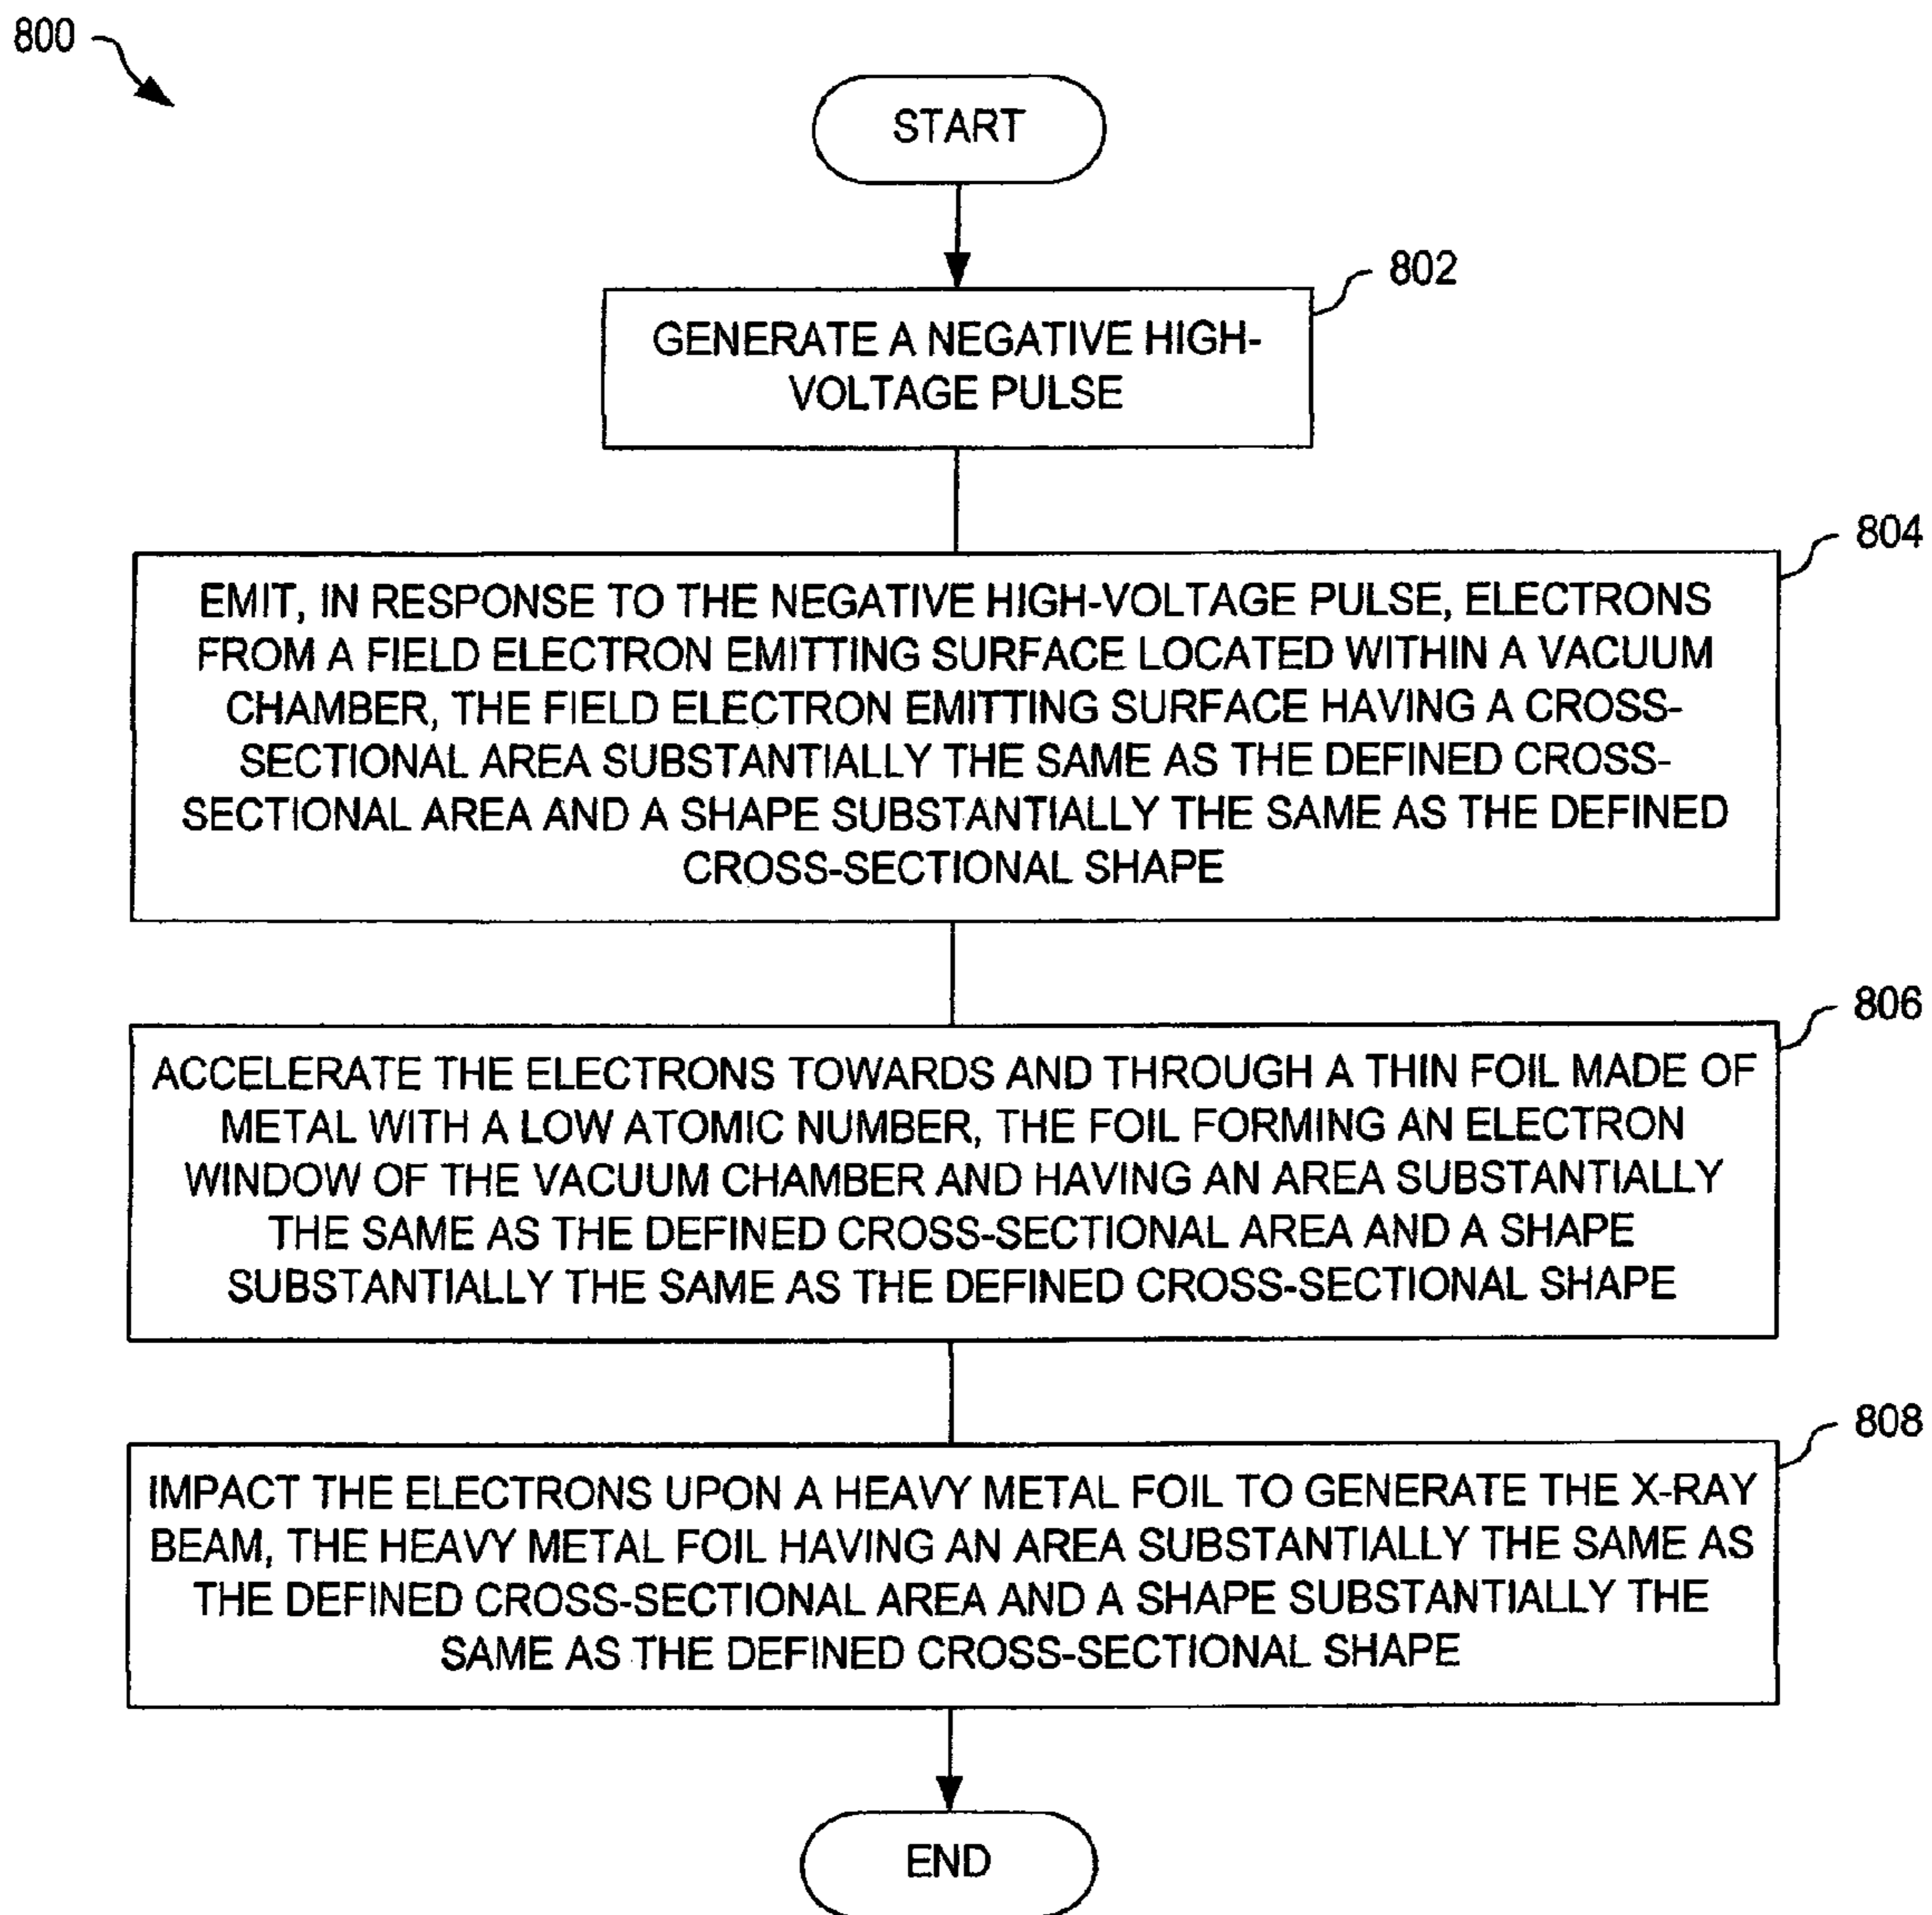 800
START
802
GENERATE A NEGATIVE HIGH-
VOLTAGE PULSE
804
EMIT, IN RESPONSE TO THE NEGATIVE HIGH-VOLTAGE PULSE, ELECTRONS
FROM A FIELD ELECTRON EMITTING SURFACE LOCATED WITHIN A VACUUM
CHAMBER, THE FIELD ELECTRON EMITTING SURFACE HAVING A CROSS-
SECTIONAL AREA SUBSTANTIALLY THE SAME AS THE DEFINED CROSS-
SECTIONAL AREA AND A SHAPE SUBSTANTIALLY THE SAME AS THE DEFINED
CROSS-SECTIONAL SHAPE
806
ACCELERATE THE ELECTRONS TOWARDS AND THROUGH A THIN FOIL MADE OF
METAL WITH A LOW ATOMIC NUMBER, THE FOIL FORMING AN ELECTRON
WINDOW OF THE VACUUM CHAMBER AND HAVING AN AREA SUBSTANTIALLY
THE SAME AS THE DEFINED CROSS-SECTIONAL AREA AND A SHAPE
SUBSTANTIALLY THE SAME AS THE DEFINED CROSS-SECTIONAL SHAPE
808
IMPACT THE ELECTRONS UPON A HEAVY METAL FOIL TO GENERATE THE X-RAY
BEAM, THE HEAVY METAL FOIL HAVING AN AREA SUBSTANTIALLY THE SAME AS
THE DEFINED CROSS-SECTIONAL AREA AND A SHAPE SUBSTANTIALLY THE
SAME AS THE DEFINED CROSS-SECTIONAL SHAPE
END